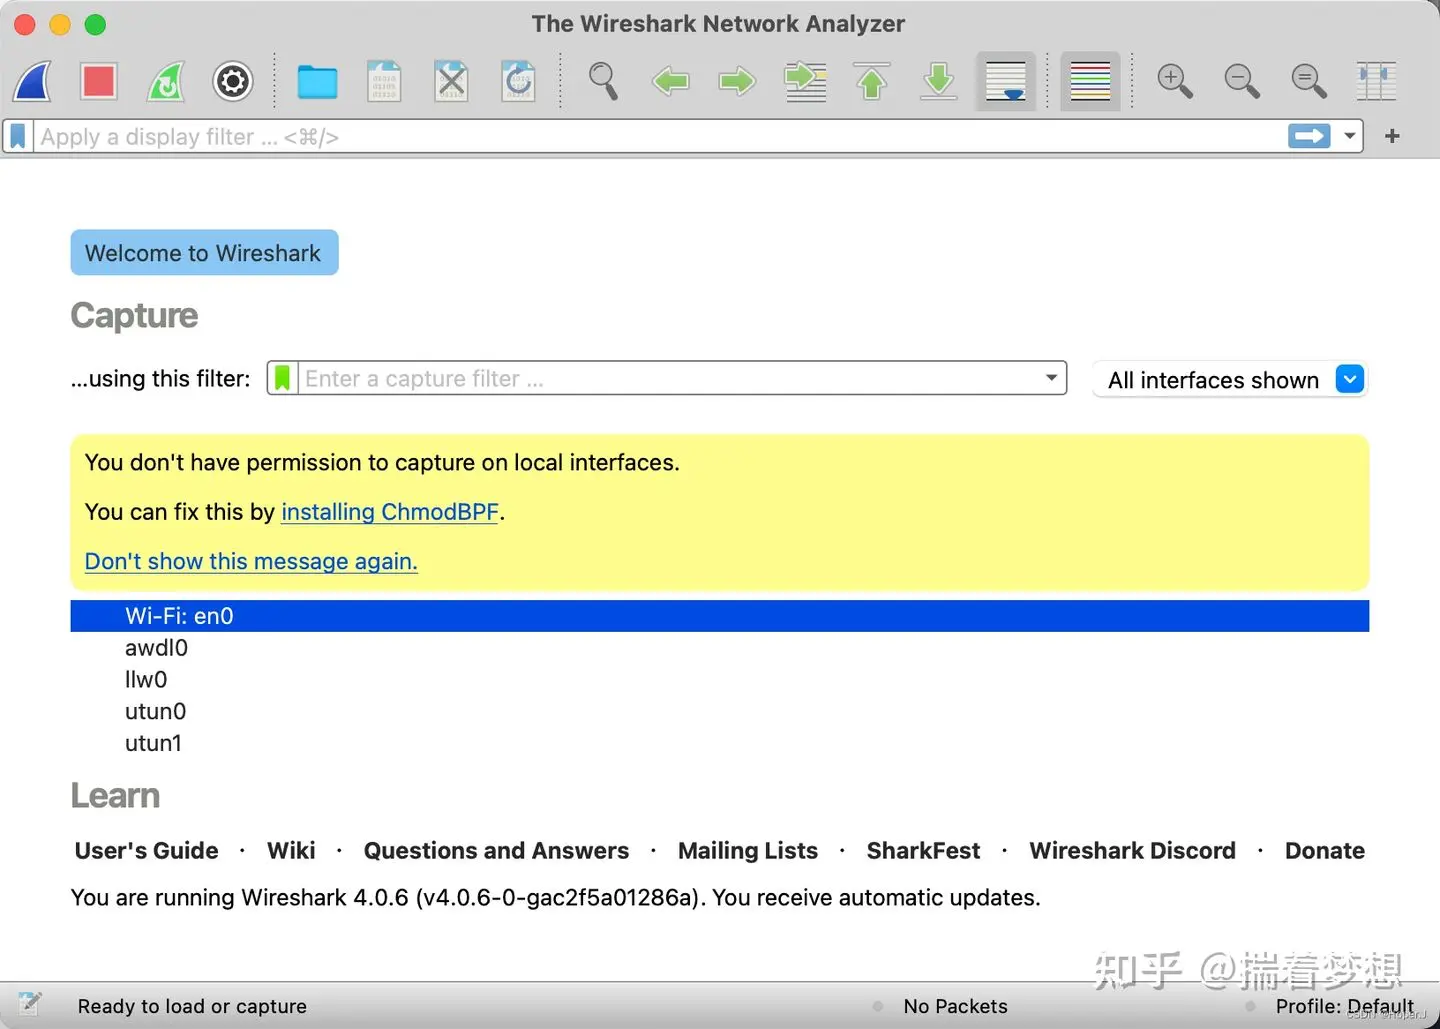 The Wireshark Network Analyzer
Apply a display filter ... <⌘/>
Welcome to Wireshark
Capture
...using this filter: Enter a capture filter ... All interfaces shown
You don't have permission to capture on local interfaces.
You can fix this by installing ChmodBPF.
Don't show this message again.
Wi-Fi: en0
awdl0
llw0
utun0
utun1
Learn
User's Guide · Wiki · Questions and Answers · Mailing Lists · SharkFest · Wireshark Discord · Donate
You are running Wireshark 4.0.6 (v4.0.6-0-gac2f5a01286a). You receive automatic updates.
知乎 @揣着梦想
Ready to load or capture No Packets Profile: Default
CSDN @HoparJ